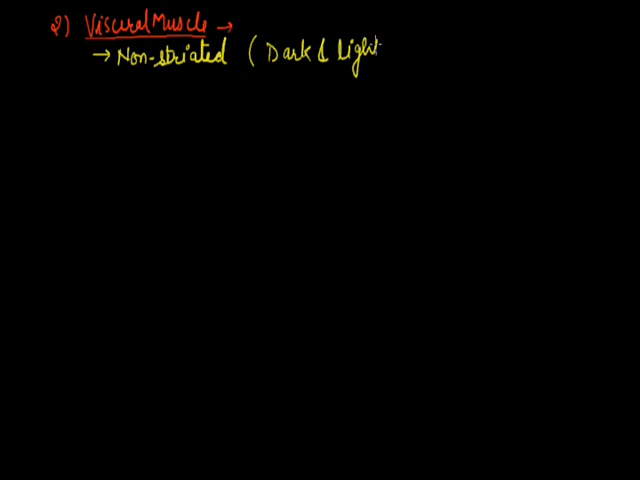 2) Visceral Muscle →
→ Non-striated ( Dark & light